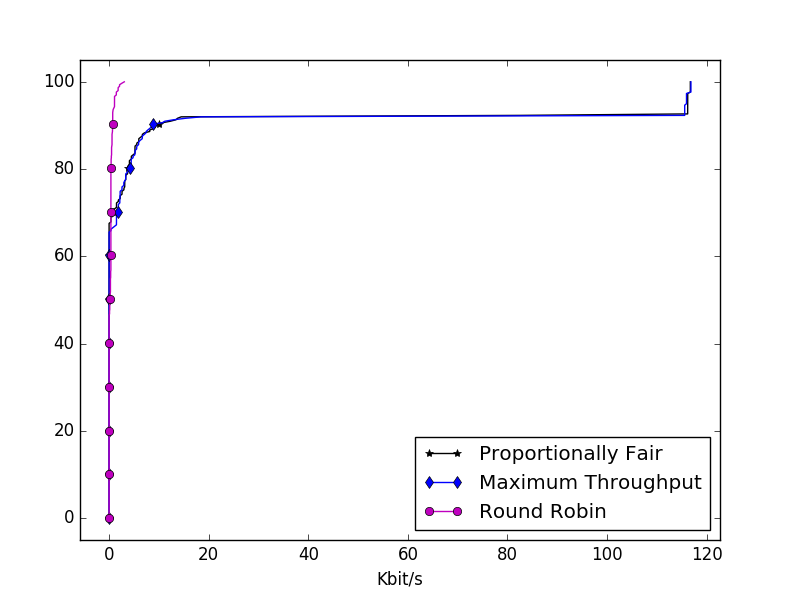 100
80
60
40
20
0
0 20 40 60 80 100 120
Kbit/s
Proportionally Fair
Maximum Throughput
Round Robin